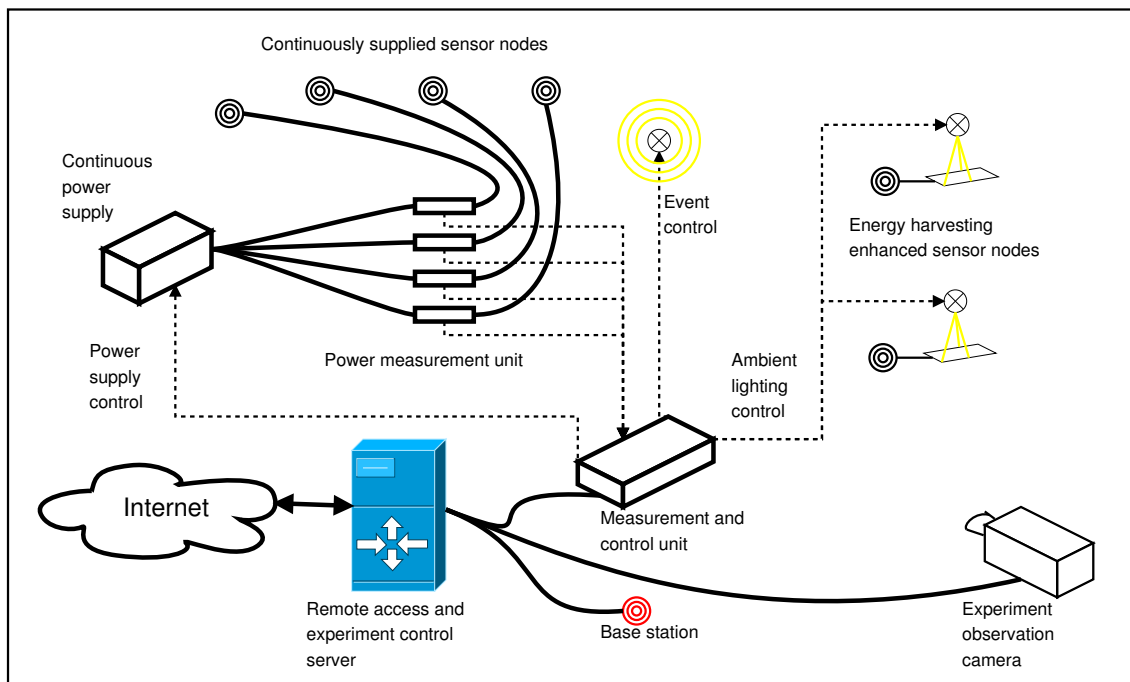 Continuously supplied sensor nodes
Continuous
power
supply
Event
control
Energy harvesting
enhanced sensor nodes
Power
supply
control
Power measurement unit
Ambient
lighting
control
Internet
Measurement and
control unit
Remote access and
experiment control
server
Base station
Experiment
observation
camera